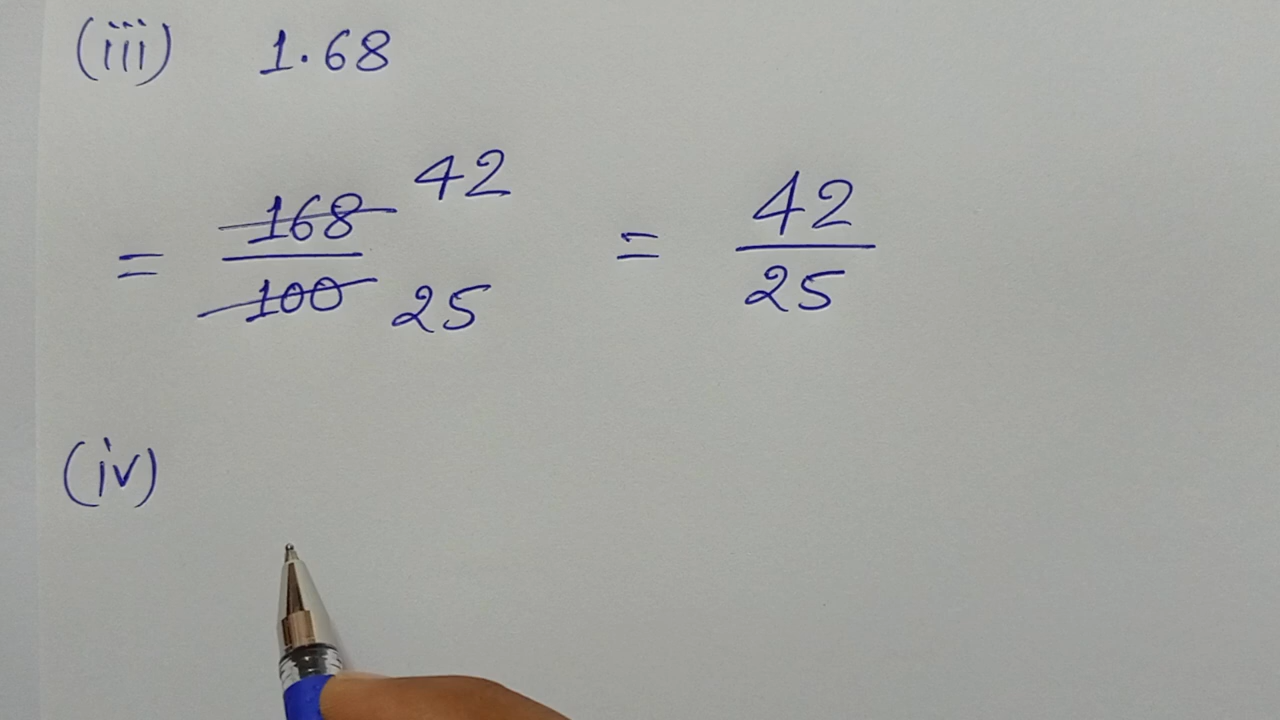 (iii) 1.68
= 168/100 42/25 = 42/25
(iv)